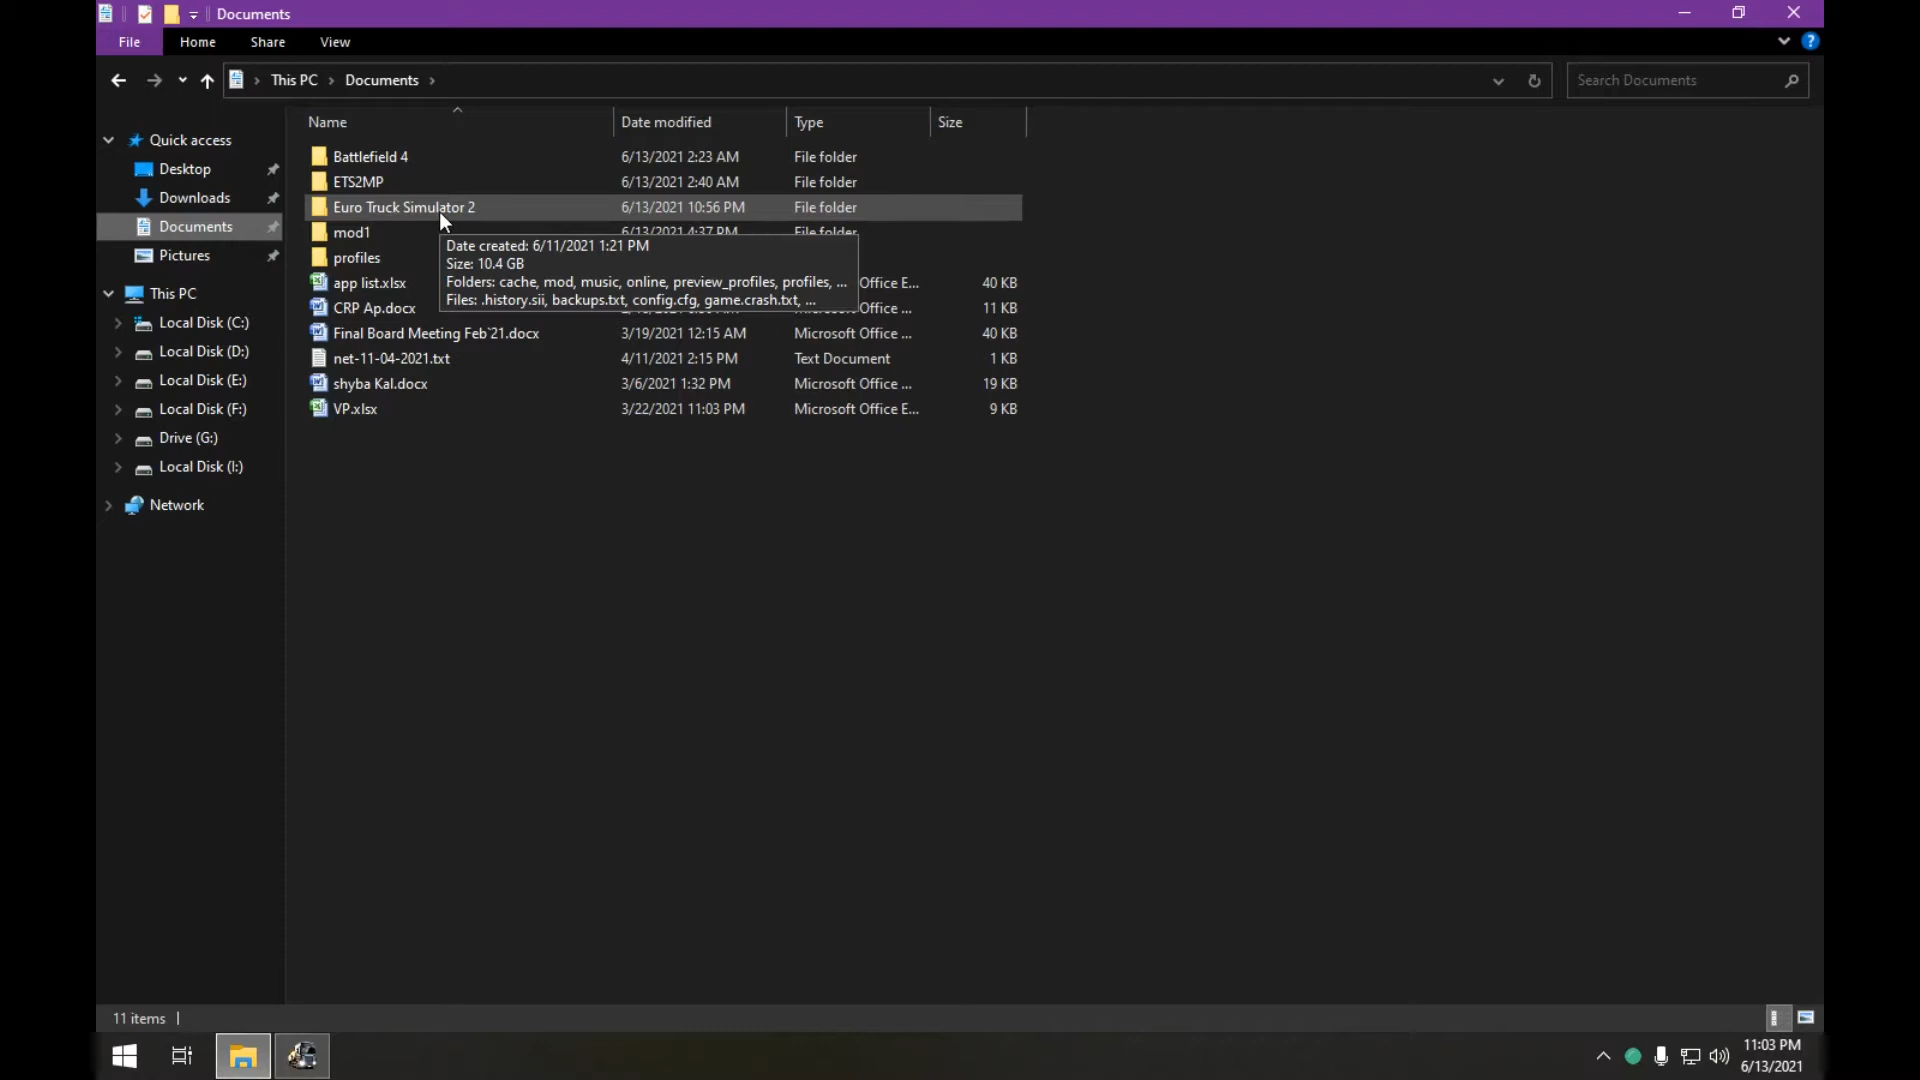 Documents
File Home Share View
This PC Documents
Search Documents
Name Date modified Type Size
Quick access
Desktop
Downloads
Documents
Pictures
This PC
Local Disk (C:)
Local Disk (D:)
Local Disk (E:)
Local Disk (F:)
Drive (G:)
Local Disk (I:)
Network
Battlefield 4 6/13/2021 2:23 AM File folder
ETS2MP 6/13/2021 2:40 AM File folder
Euro Truck Simulator 2 6/13/2021 10:56 PM File folder
mod1 6/13/2021 4:37 PM File folder
profiles
app list.xlsx Office E... 40 KB
CRP Ap.docx Office ... 11 KB
Final Board Meeting Feb`21.docx 3/19/2021 12:15 AM Microsoft Office ... 40 KB
net-11-04-2021.txt 4/11/2021 2:15 PM Text Document 1 KB
shyba Kal.docx 3/6/2021 1:32 PM Microsoft Office ... 19 KB
VP.xlsx 3/22/2021 11:03 PM Microsoft Office E... 9 KB
Date created: 6/11/2021 1:21 PM
Size: 10.4 GB
Folders: cache, mod, music, online, preview_profiles, profiles, ...
Files: .history.sii, backups.txt, config.cfg, game.crash.txt, ...
11 items
11:03 PM
6/13/2021